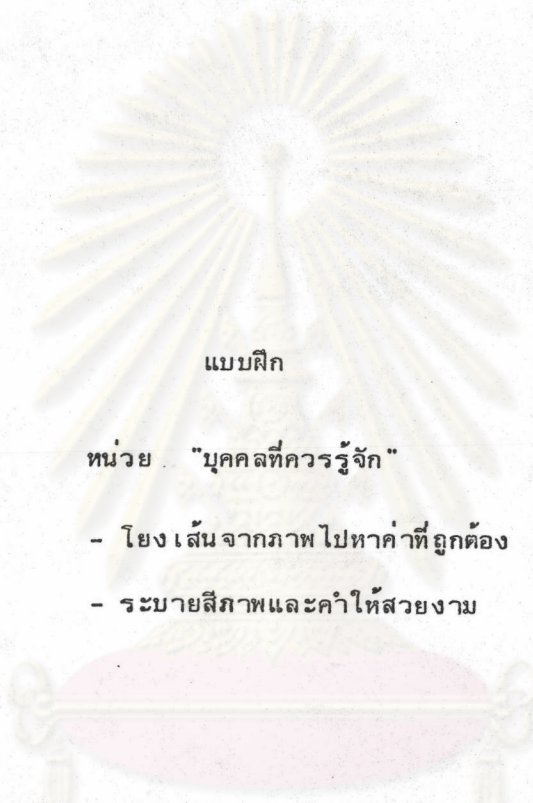 แบบฝึก
หน่วย "บุคคลที่ควรรู้จัก"
- โยงเส้นจากภาพไปหาคำที่ถูกต้อง
- ระบายสีภาพและคำให้สวยงาม